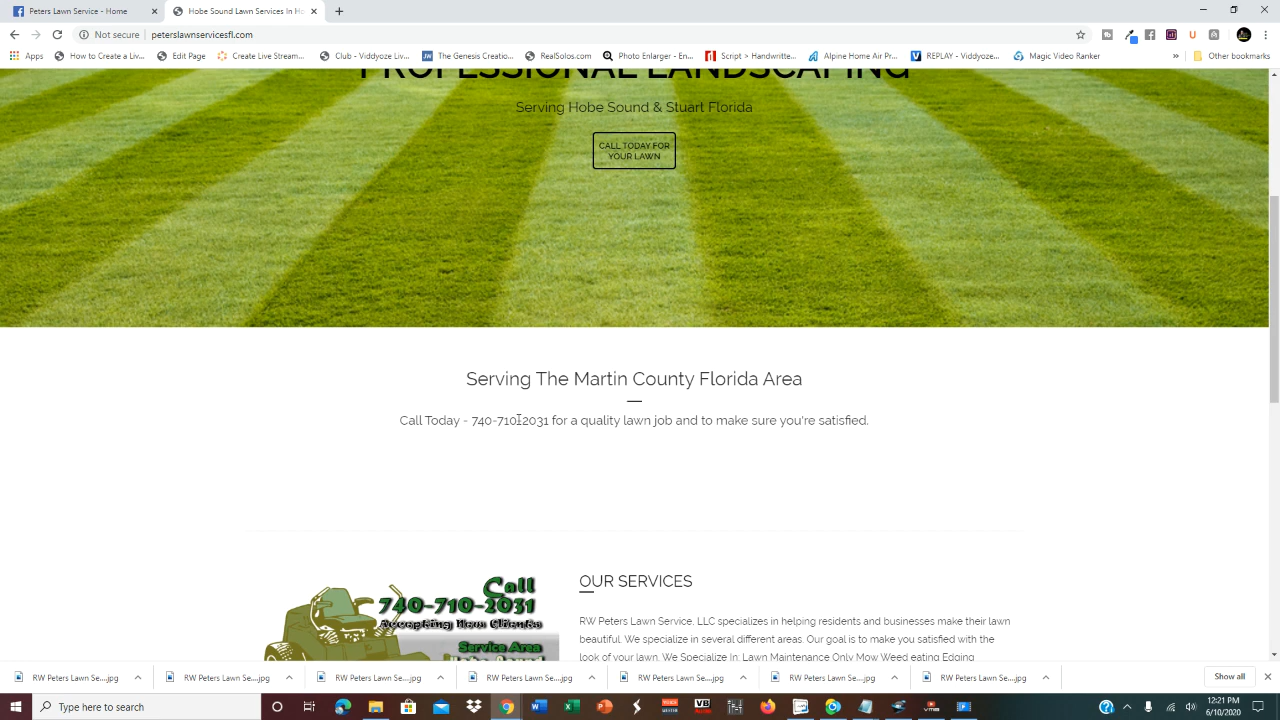 Peters Lawn Services - Home
Hobe Sound Lawn Services In Ho
Not secure
peterslawnservicesfl.com
Apps
How to Create a Liv...
Edit Page
Create Live Stream...
Club - Viddyoze...
The Genesis Creatio...
RealSolos.com
Photo Enlarger - En...
Script > Handwritte...
Alpine Home Air Pr...
REPLAY - Viddyoze...
Magic Video Ranker
»
Other bookmarks
PROFESSIONAL LANDSCAPING
Serving Hobe Sound & Stuart Florida
CALL TODAY FOR
YOUR LAWN
Serving The Martin County Florida Area
Call Today - 740-710-2031 for a quality lawn job and to make sure you're satisfied.
Call
740-710-2031
Accepting New Clients
Service Area
Hobe Sound
OUR SERVICES
RW Peters Lawn Service, LLC specializes in helping residents and businesses make their lawn
beautiful. We specialize in several different areas. Our goal is to make you satisfied with the
look of your lawn. We Specialize In: Lawn Maintenance Only Mow Weed eating Edging
RW Peters Lawn Se....jpg
RW Peters Lawn Se....jpg
RW Peters Lawn Se....jpg
RW Peters Lawn Se....jpg
RW Peters Lawn Se....jpg
RW Peters Lawn Se....jpg
RW Peters Lawn Se....jpg
Show all
Type here to search
12:21 PM
6/10/2020